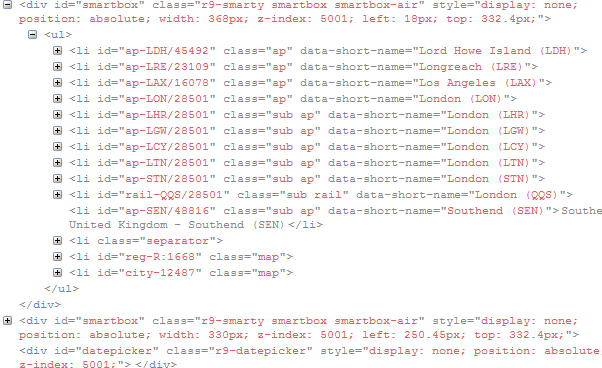 <div id="smartbox" class="r9-smarty smartbox smartbox-air" style="display: none;
position: absolute; width: 368px; z-index: 5001; left: 18px; top: 332.4px;">
<ul>
<li id="ap-LDH/45492" class="ap" data-short-name="Lord Howe Island (LDH)">
<li id="ap-LRE/23109" class="ap" data-short-name="Longreach (LRE)">
<li id="ap-LAX/16078" class="ap" data-short-name="Los Angeles (LAX)">
<li id="ap-LON/28501" class="ap" data-short-name="London (LON)">
<li id="ap-LHR/28501" class="sub ap" data-short-name="London (LHR)">
<li id="ap-LGW/28501" class="sub ap" data-short-name="London (LGW)">
<li id="ap-LCY/28501" class="sub ap" data-short-name="London (LCY)">
<li id="ap-LTN/28501" class="sub ap" data-short-name="London (LTN)">
<li id="ap-STN/28501" class="sub ap" data-short-name="London (STN)">
<li id="rail-QQS/28501" class="sub rail" data-short-name="London (QQS)">
<li id="ap-SEN/48816" class="sub ap" data-short-name="Southend (SEN)">Southe
United Kingdom - Southend (SEN)</li>
<li class="separator">
<li id="reg-R:1668" class="map">
<li id="city-12487" class="map">
</ul>
</div>
<div id="smartbox" class="r9-smarty smartbox smartbox-air" style="display: none;
position: absolute; width: 330px; z-index: 5001; left: 250.45px; top: 332.4px;">
<div id="datepicker" class="r9-datepicker" style="display: none; position: absolute
z-index: 5001;"></div>